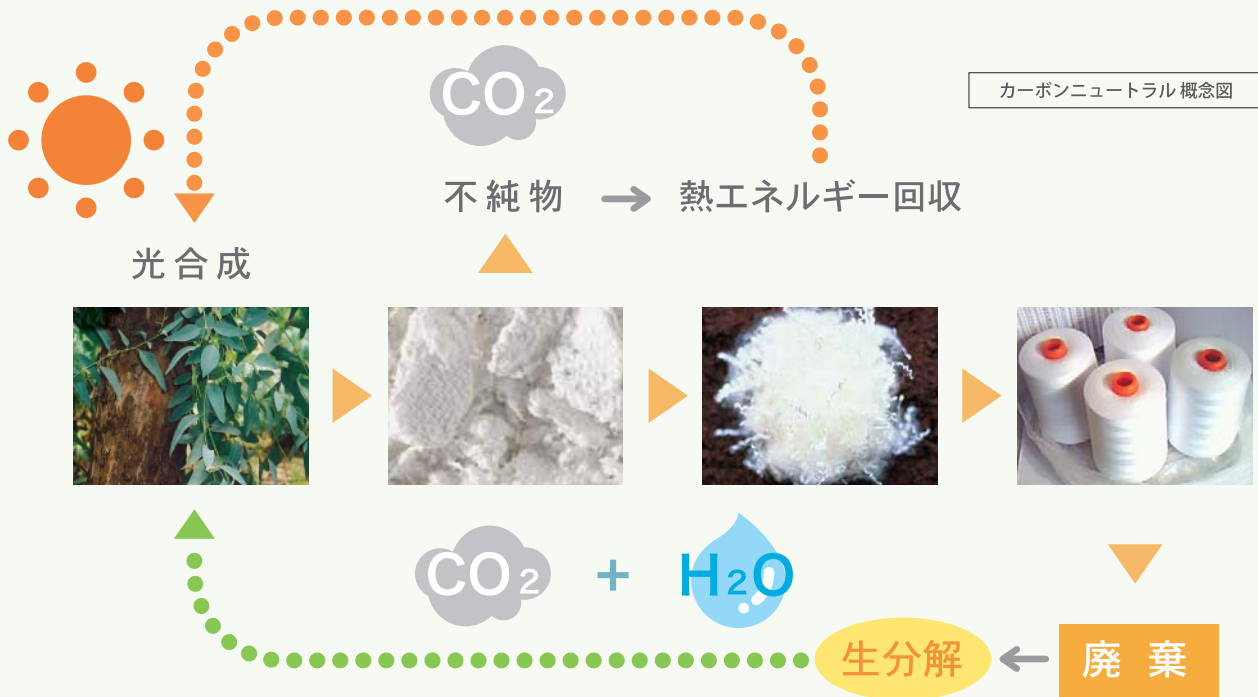 CO2
カーボンニュートラル 概念図
不純物 → 熱エネルギー回収
光合成
CO2 + H2O
生分解 ← 廃棄